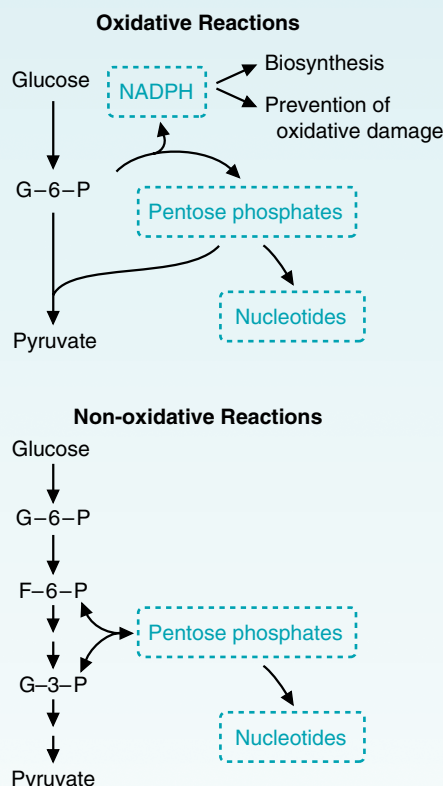 Oxidative Reactions
Glucose
NADPH
Biosynthesis
Prevention of
oxidative damage
G–6–P
Pentose phosphates
Nucleotides
Pyruvate
Non-oxidative Reactions
Glucose
G–6–P
F–6–P
Pentose phosphates
G–3–P
Nucleotides
Pyruvate